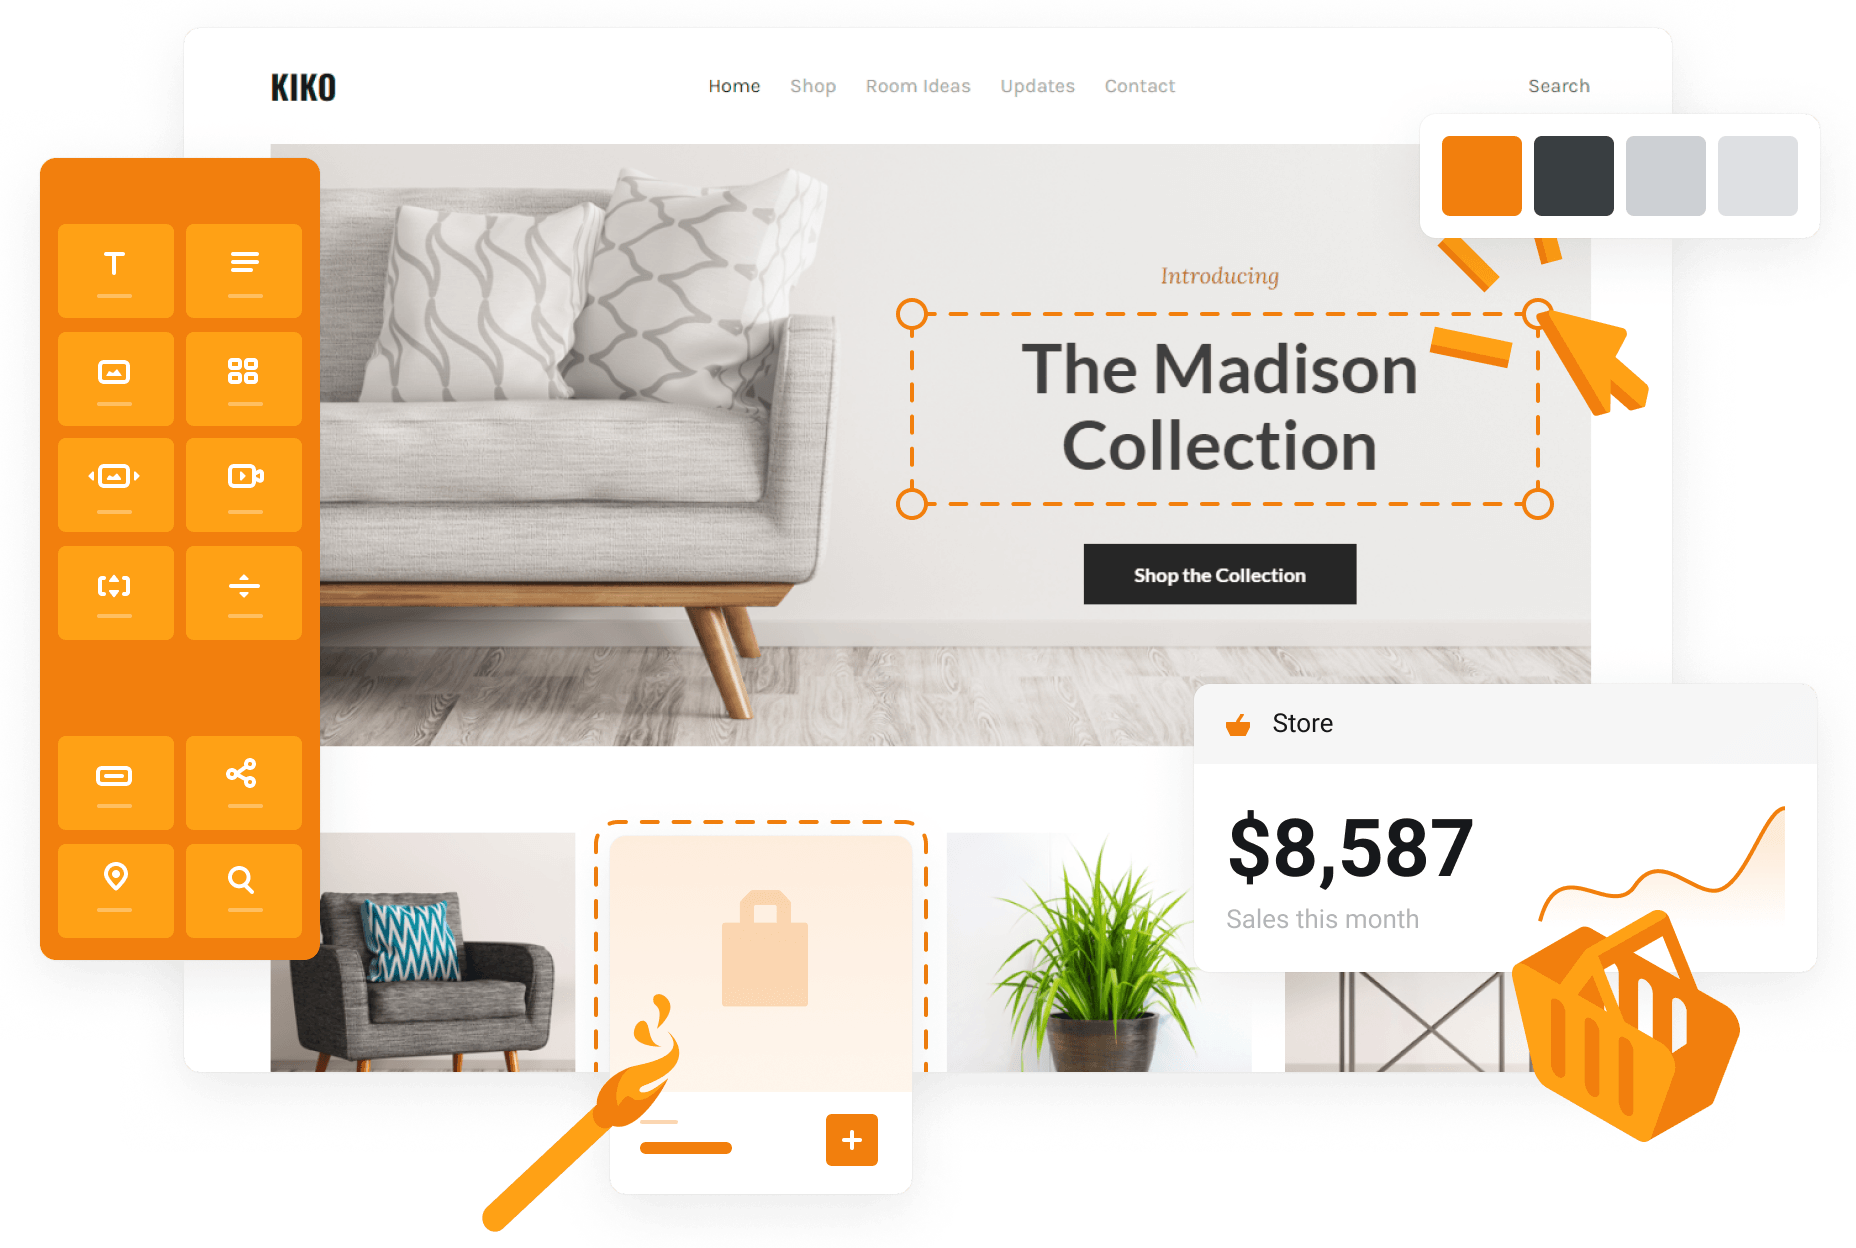 KIKO
Home Shop Room Ideas Updates Contact
Search
Introducing
The Madison
Collection
Shop the Collection
Store
$8,587
Sales this month